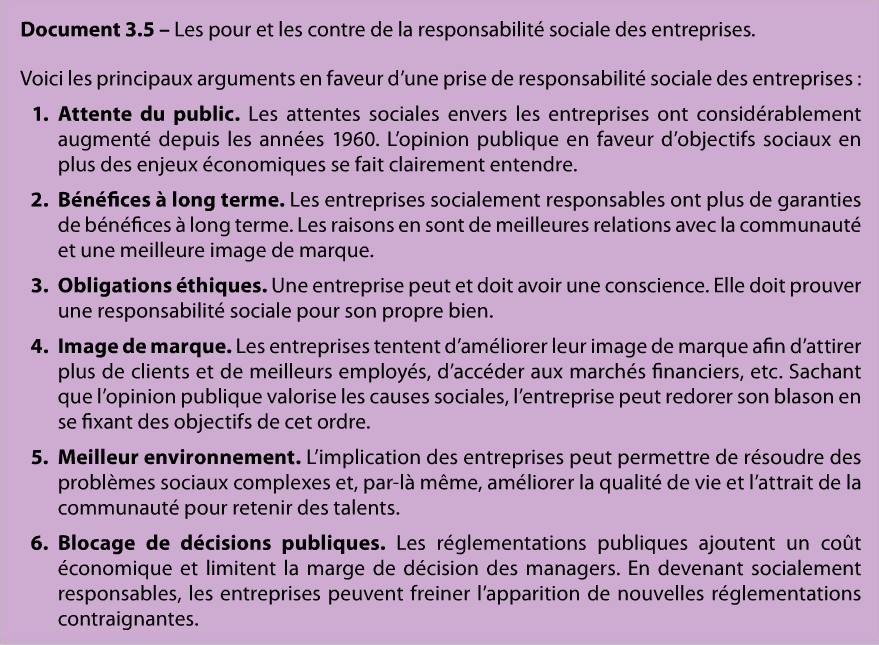 Document 3.5 – Les pour et les contre de la responsabilité sociale des entreprises.
Voici les principaux arguments en faveur d’une prise de responsabilité sociale des entreprises :
1. Attente du public. Les attentes sociales envers les entreprises ont considérablement
augmenté depuis les années 1960. L’opinion publique en faveur d’objectifs sociaux en
plus des enjeux économiques se fait clairement entendre.
2. Bénéfices à long terme. Les entreprises socialement responsables ont plus de garanties
de bénéfices à long terme. Les raisons en sont de meilleures relations avec la communauté
et une meilleure image de marque.
3. Obligations éthiques. Une entreprise peut et doit avoir une conscience. Elle doit prouver
une responsabilité sociale pour son propre bien.
4. Image de marque. Les entreprises tentent d’améliorer leur image de marque afin d’attirer
plus de clients et de meilleurs employés, d’accéder aux marchés financiers, etc. Sachant
que l’opinion publique valorise les causes sociales, l’entreprise peut redorer son blason en
se fixant des objectifs de cet ordre.
5. Meilleur environnement. L’implication des entreprises peut permettre de résoudre des
problèmes sociaux complexes et, par-là même, améliorer la qualité de vie et l’attrait de la
communauté pour retenir des talents.
6. Blocage de décisions publiques. Les réglementations publiques ajoutent un coût
économique et limitent la marge de décision des managers. En devenant socialement
responsables, les entreprises peuvent freiner l’apparition de nouvelles réglementations
contraignantes.